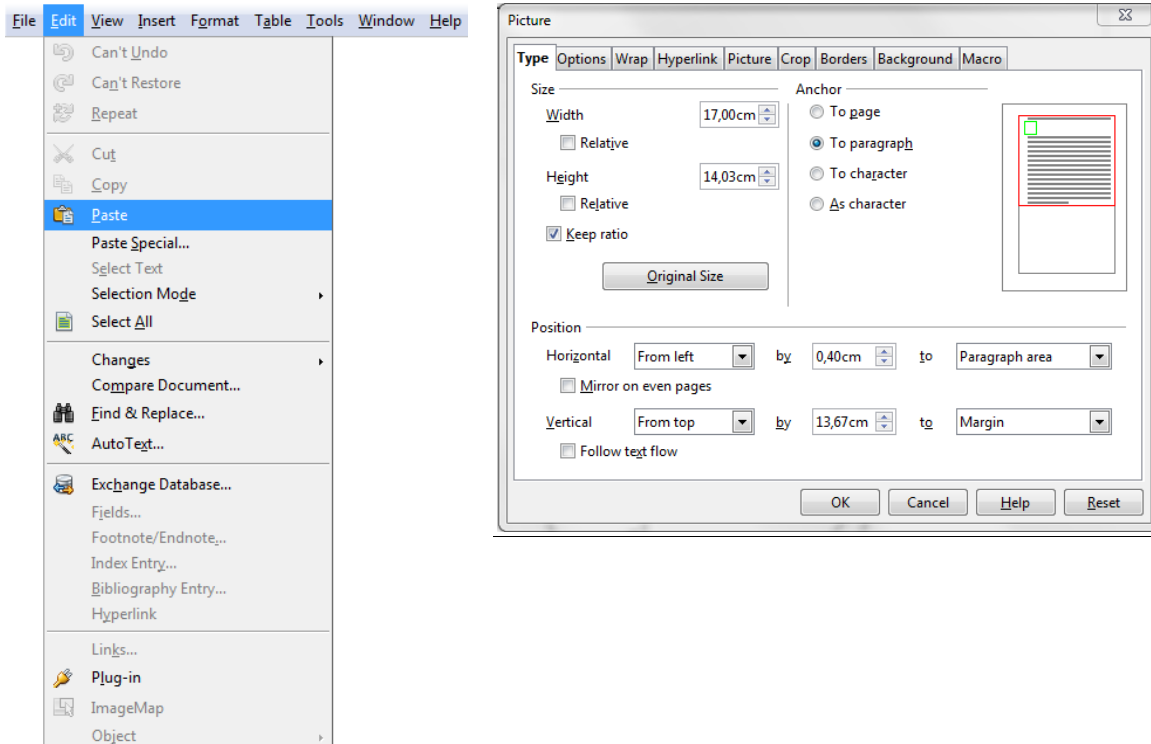 File Edit View Insert Format Table Tools Window Help
Can't Undo
Can't Restore
Repeat
Cut
Copy
Paste
Paste Special...
Select Text
Selection Mode
Select All
Changes
Compare Document...
Find & Replace...
ABC
AutoText...
Exchange Database...
Fields...
Footnote/Endnote...
Index Entry...
Bibliography Entry...
Hyperlink
Links...
Plug-in
ImageMap
Object
Picture
Type Options Wrap Hyperlink Picture Crop Borders Background Macro
Size
Width 17,00cm
Relative
Height 14,03cm
Relative
Keep ratio
Original Size
Anchor
To page
To paragraph
To character
As character
Position
Horizontal From left by 0,40cm to Paragraph area
Mirror on even pages
Vertical From top by 13,67cm to Margin
Follow text flow
OK Cancel Help Reset